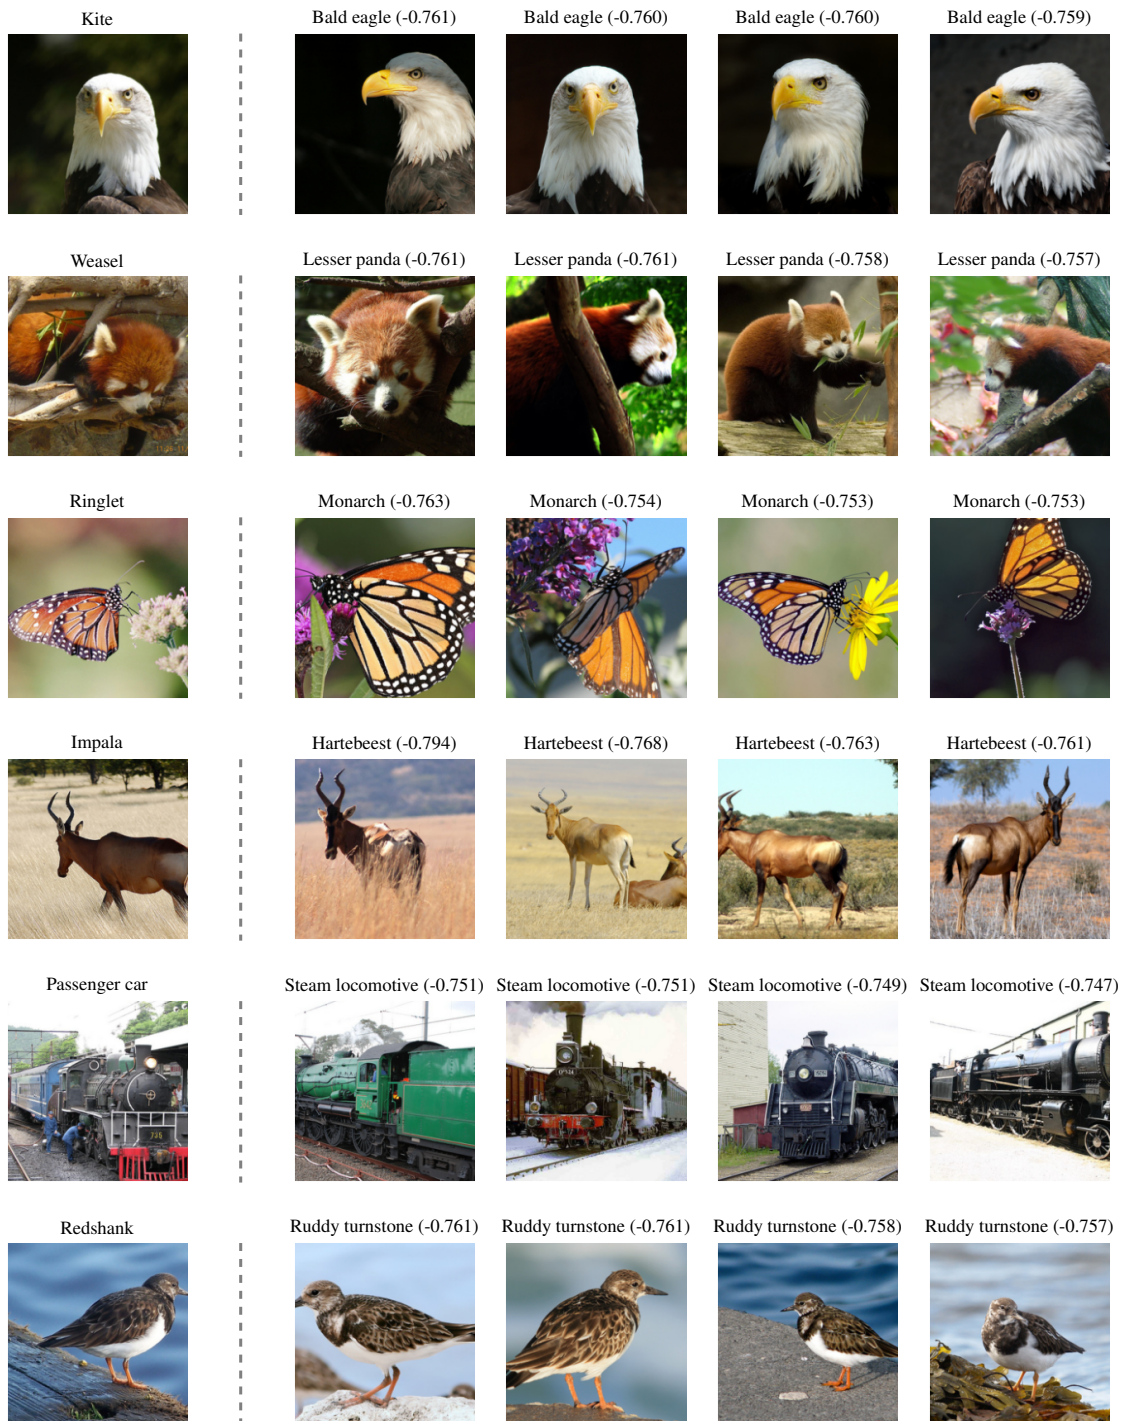 Kite
Bald eagle (-0.761)
Bald eagle (-0.760)
Bald eagle (-0.760)
Bald eagle (-0.759)
Weasel
Lesser panda (-0.761)
Lesser panda (-0.761)
Lesser panda (-0.758)
Lesser panda (-0.757)
Ringlet
Monarch (-0.763)
Monarch (-0.754)
Monarch (-0.753)
Monarch (-0.753)
Impala
Hartebeest (-0.794)
Hartebeest (-0.768)
Hartebeest (-0.763)
Hartebeest (-0.761)
Passenger car
Steam locomotive (-0.751)
Steam locomotive (-0.751)
Steam locomotive (-0.749)
Steam locomotive (-0.747)
Redshank
Ruddy turnstone (-0.761)
Ruddy turnstone (-0.761)
Ruddy turnstone (-0.758)
Ruddy turnstone (-0.757)